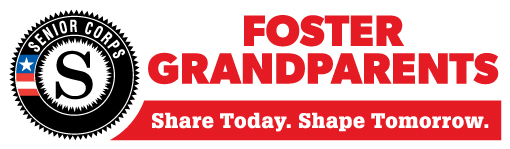 SENIOR CORPS
S
FOSTER
GRANDPARENTS
Share Today. Shape Tomorrow.